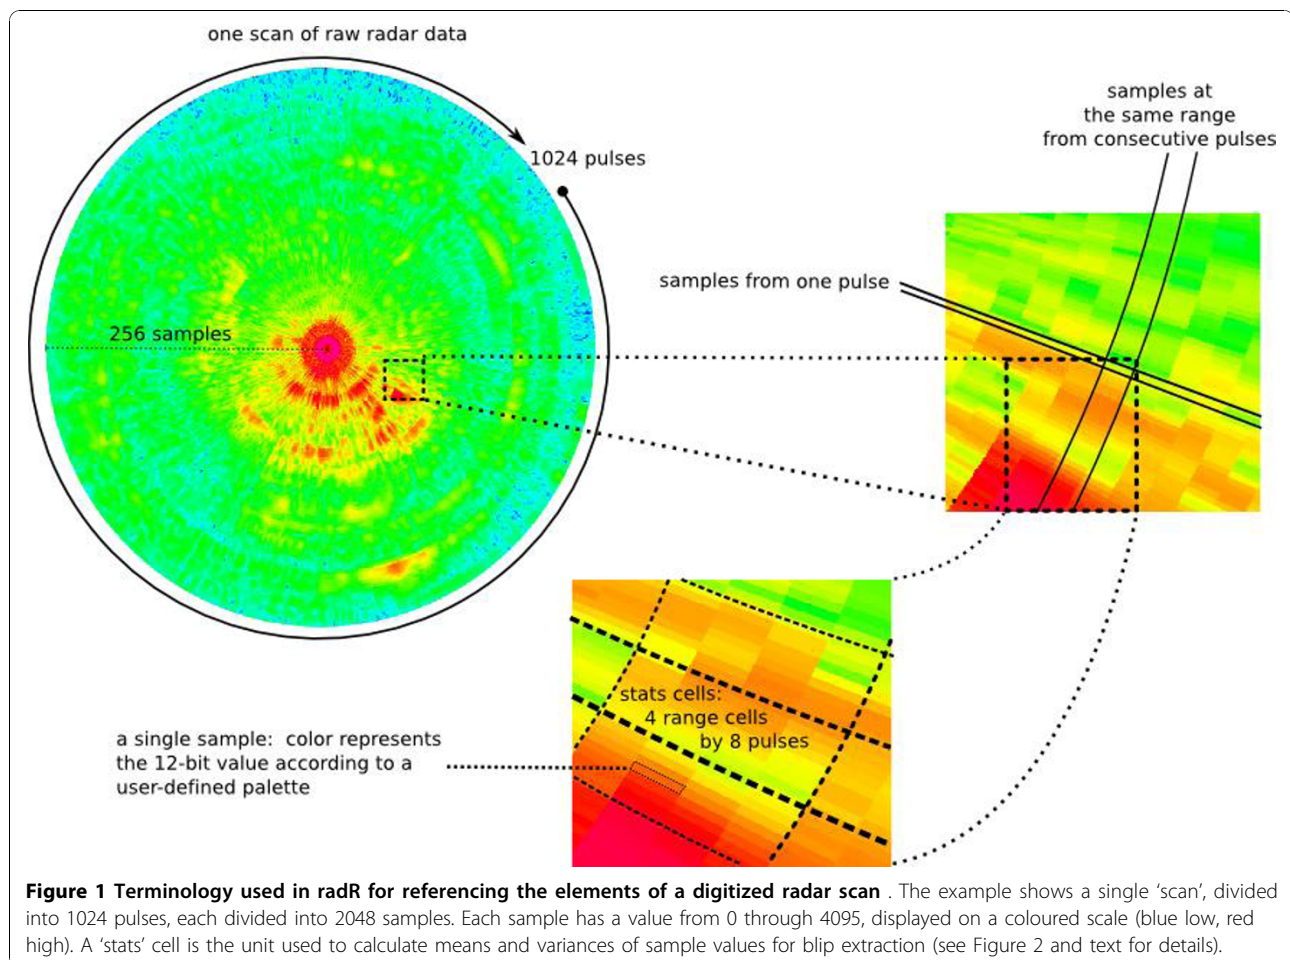 one scan of raw radar data
1024 pulses
256 samples
samples at
the same range
from consecutive pulses
samples from one pulse
stats cells:
4 range cells
by 8 pulses
a single sample: color represents
the 12-bit value according to a
user-defined palette
Figure 1 Terminology used in radR for referencing the elements of a digitized radar scan . The example shows a single ‘scan’, divided
into 1024 pulses, each divided into 2048 samples. Each sample has a value from 0 through 4095, displayed on a coloured scale (blue low, red
high). A ‘stats’ cell is the unit used to calculate means and variances of sample values for blip extraction (see Figure 2 and text for details).